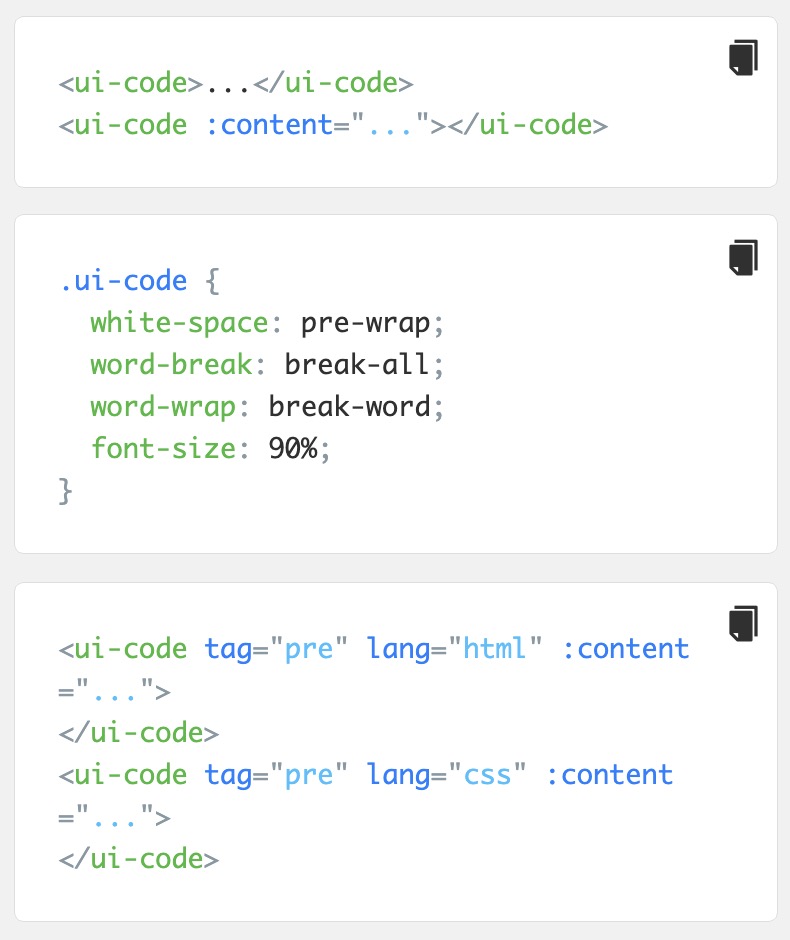 <ui-code>...</ui-code>
<ui-code :content="..."></ui-code>
.ui-code {
  white-space: pre-wrap;
  word-break: break-all;
  word-wrap: break-word;
  font-size: 90%;
}
<ui-code tag="pre" lang="html" :content
="...">
</ui-code>
<ui-code tag="pre" lang="css" :content
="...">
</ui-code>